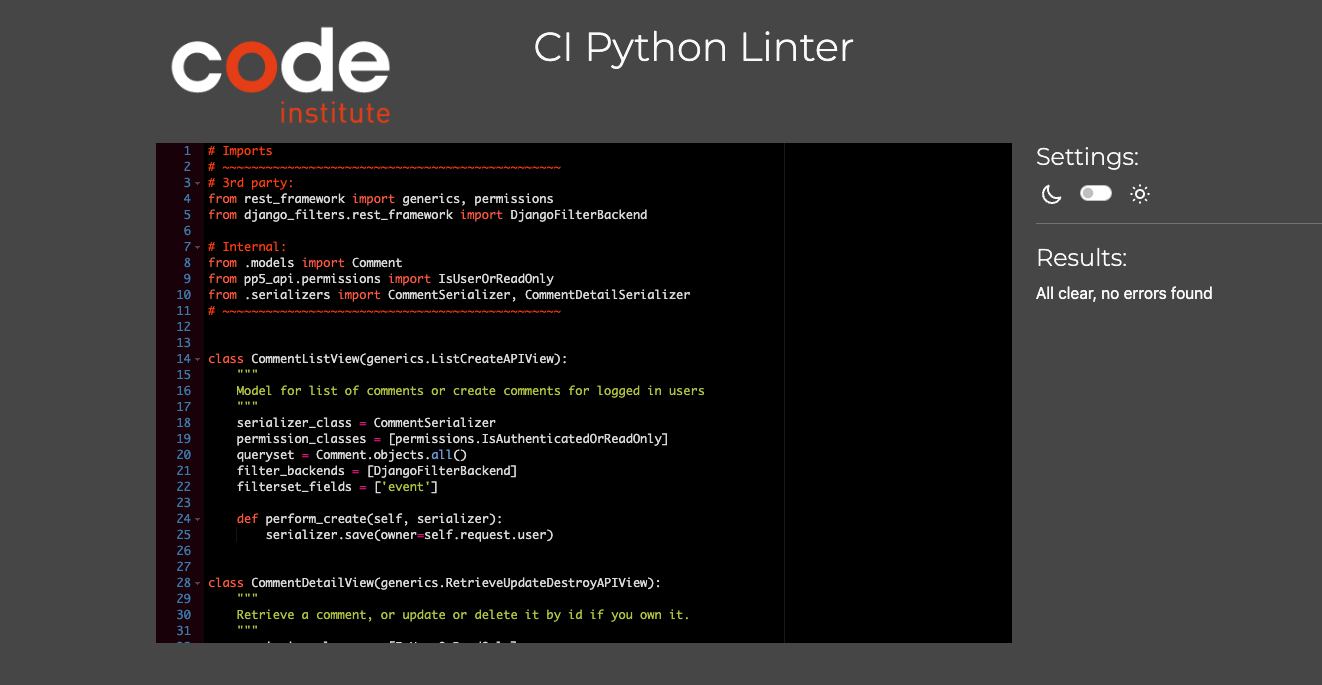 code
institute
CI Python Linter
1 # Imports
2 # ~~~~~~~~~~~~~~~~~~~~~~~~~~~~~~~~~~~~~~~~~~~~~~~
3 # 3rd party:
4 from rest_framework import generics, permissions
5 from django_filters.rest_framework import DjangoFilterBackend
6
7 # Internal:
8 from .models import Comment
9 from pp5_api.permissions import IsUserOrReadOnly
10 from .serializers import CommentSerializer, CommentDetailSerializer
11 # ~~~~~~~~~~~~~~~~~~~~~~~~~~~~~~~~~~~~~~~~~~~~~~~
12
13
14 class CommentListView(generics.ListCreateAPIView):
15     """
16     Model for list of comments or create comments for logged in users
17     """
18     serializer_class = CommentSerializer
19     permission_classes = [permissions.IsAuthenticatedOrReadOnly]
20     queryset = Comment.objects.all()
21     filter_backends = [DjangoFilterBackend]
22     filterset_fields = ['event']
23
24     def perform_create(self, serializer):
25         serializer.save(owner=self.request.user)
26
27
28 class CommentDetailView(generics.RetrieveUpdateDestroyAPIView):
29     """
30     Retrieve a comment, or update or delete it by id if you own it.
31     """
Settings:
Results:
All clear, no errors found